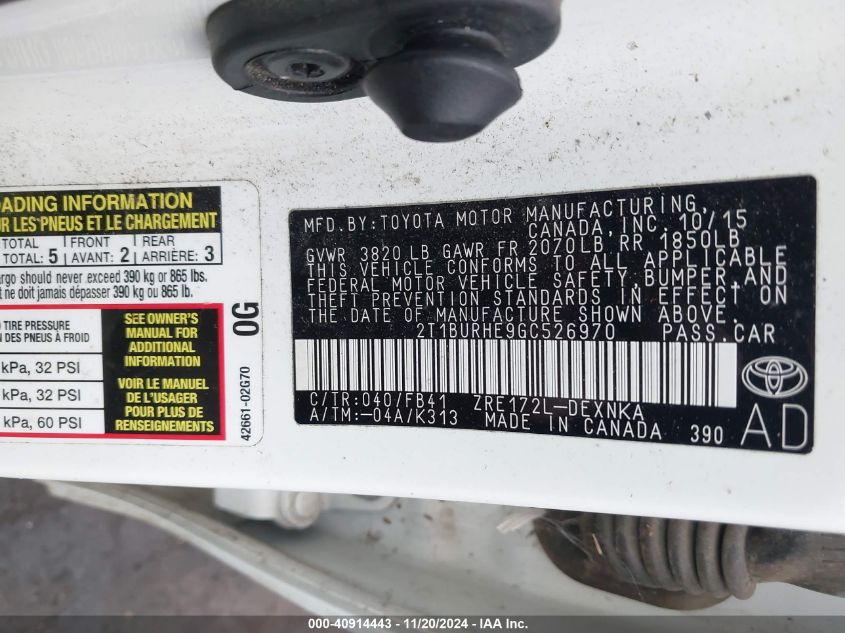 ADING INFORMATION
R LES PNEUS ET LE CHARGEMENT
TOTAL FRONT REAR
TOTAL: 5 AVANT: 2 ARRIÈRE: 3
argo should never exceed 390 kg or 865 lbs.
t ne doit jamais dépasser 390 kg ou 865 lb.
TIRE PRESSURE
ON DES PNEUS À FROID
kPa, 32 PSI
kPa, 32 PSI
kPa, 60 PSI
SEE OWNER'S
MANUAL FOR
ADDITIONAL
INFORMATION
VOIR LE MANUEL
DE L'USAGER
POUR PLUS DE
RENSEIGNEMENTS
0G
42661-02G70
MFD.BY:TOYOTA MOTOR MANUFACTURING,
CANADA, INC. 10/15
GVWR 3820LB GAWR FR 2070LB, RR 1850LB
THIS VEHICLE CONFORMS TO ALL APPLICABLE
FEDERAL MOTOR VEHICLE SAFETY, BUMPER, AND
THEFT PREVENTION STANDARDS IN EFFECT ON
THE DATE OF MANUFACTURE SHOWN ABOVE.
2T1BURHE9GC526970 PASS.CAR
C/TR:040/FB41 ZRE172L-DEXNKA
A/TM:-04A/K313 MADE IN CANADA 390
AD
000-40914443 - 11/20/2024 - IAA Inc.